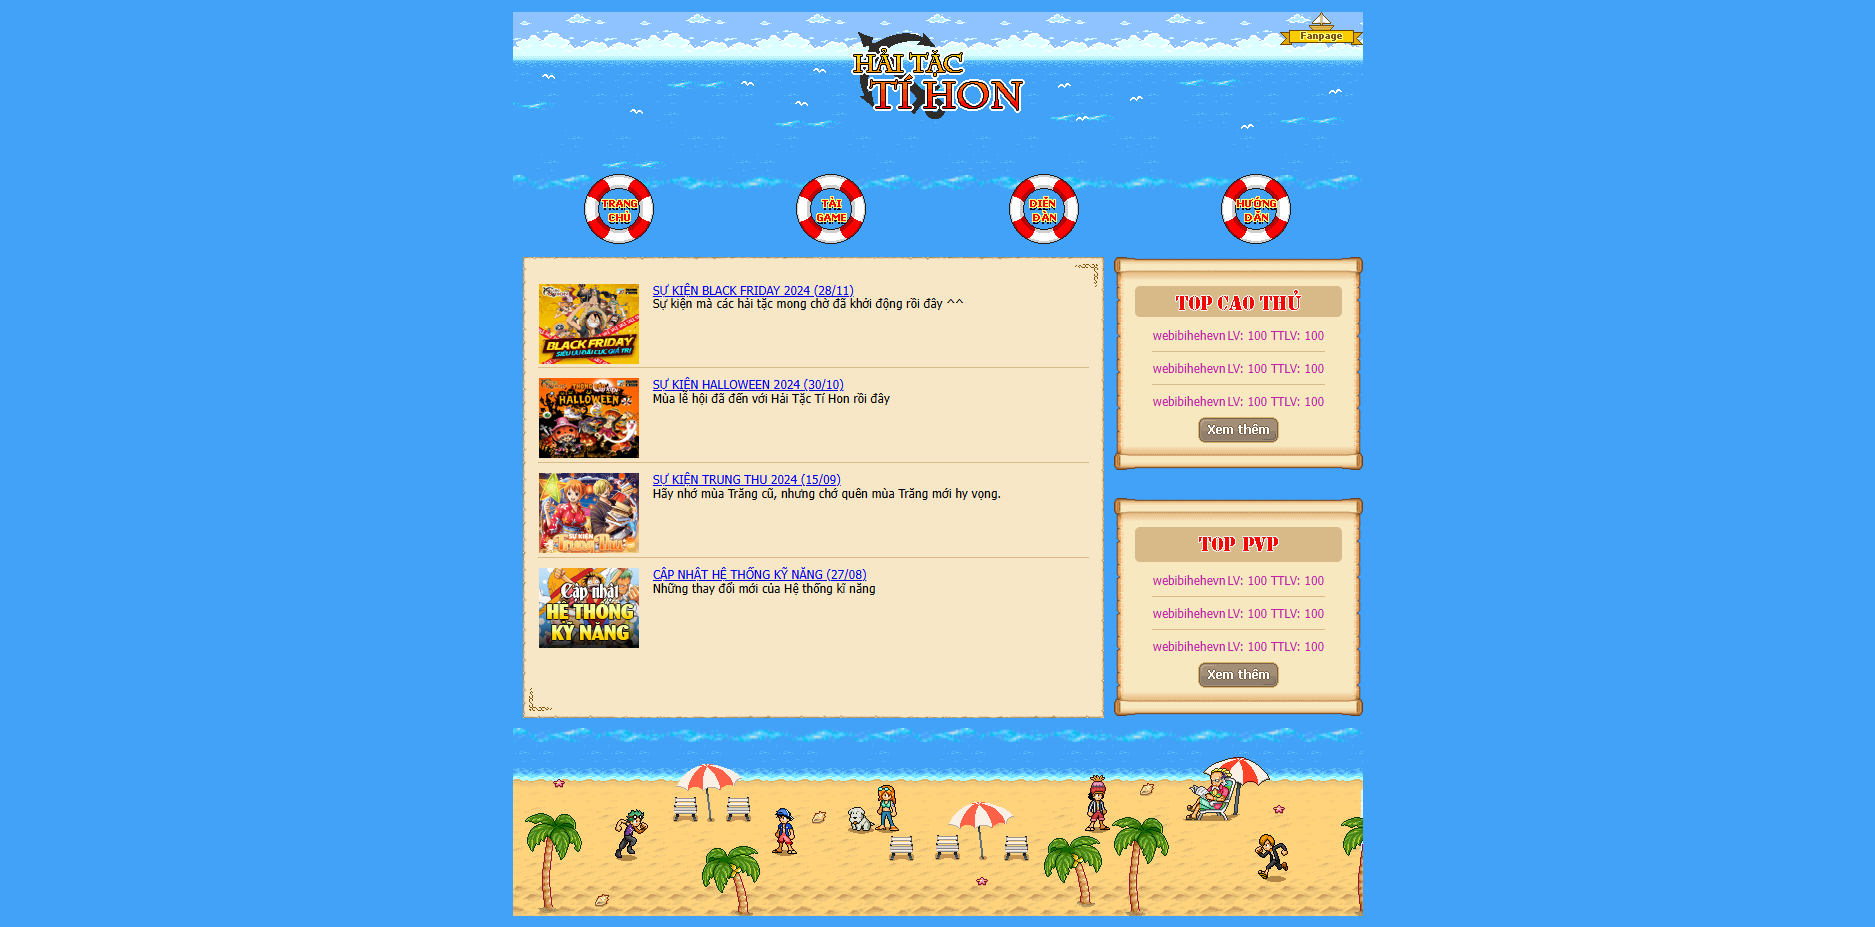 Fanpage
HẢI TẶC
TÍ HON
TRANG
CHỦ
TẢI
GAME
DIỄN
ĐÀN
HƯỚNG
DẪN
SỰ KIỆN BLACK FRIDAY 2024 (28/11)
Sự kiện mà các hải tặc mong chờ đã khởi động rồi đây ^^
BLACK FRIDAY
SIÊU ƯU ĐÃI CỰC GIÁ TRỊ
SỰ KIỆN HALLOWEEN 2024 (30/10)
Mùa lễ hội đã đến với Hải Tặc Tí Hon rồi đây
HALLOWEEN
SỰ KIỆN TRUNG THU 2024 (15/09)
Hãy nhớ mùa Trăng cũ, nhưng chớ quên mùa Trăng mới hy vọng.
SỰ KIỆN
Trung Thu
CẬP NHẬT HỆ THỐNG KỸ NĂNG (27/08)
Những thay đổi mới của Hệ thống kĩ năng
Cập nhật
HỆ THỐNG
KỸ NĂNG
TOP CAO THỦ
webibihehevn LV: 100 TTLV: 100
webibihehevn LV: 100 TTLV: 100
webibihehevn LV: 100 TTLV: 100
Xem thêm
TOP PVP
webibihehevn LV: 100 TTLV: 100
webibihehevn LV: 100 TTLV: 100
webibihehevn LV: 100 TTLV: 100
Xem thêm